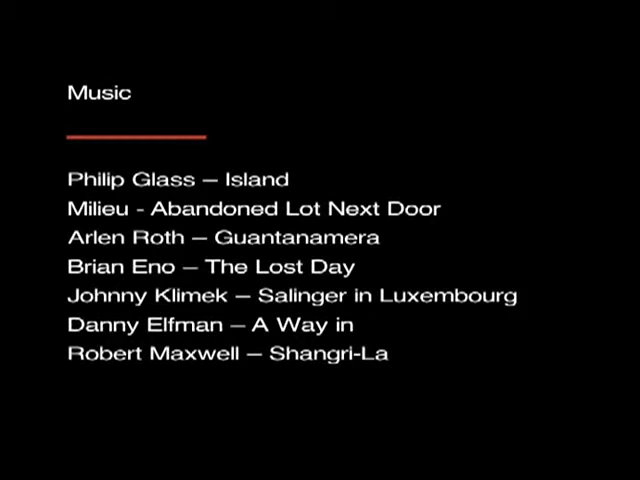 Music
Philip Glass – Island
Milieu - Abandoned Lot Next Door
Arlen Roth – Guantanamera
Brian Eno – The Lost Day
Johnny Klimek – Salinger in Luxembourg
Danny Elfman – A Way in
Robert Maxwell – Shangri-La